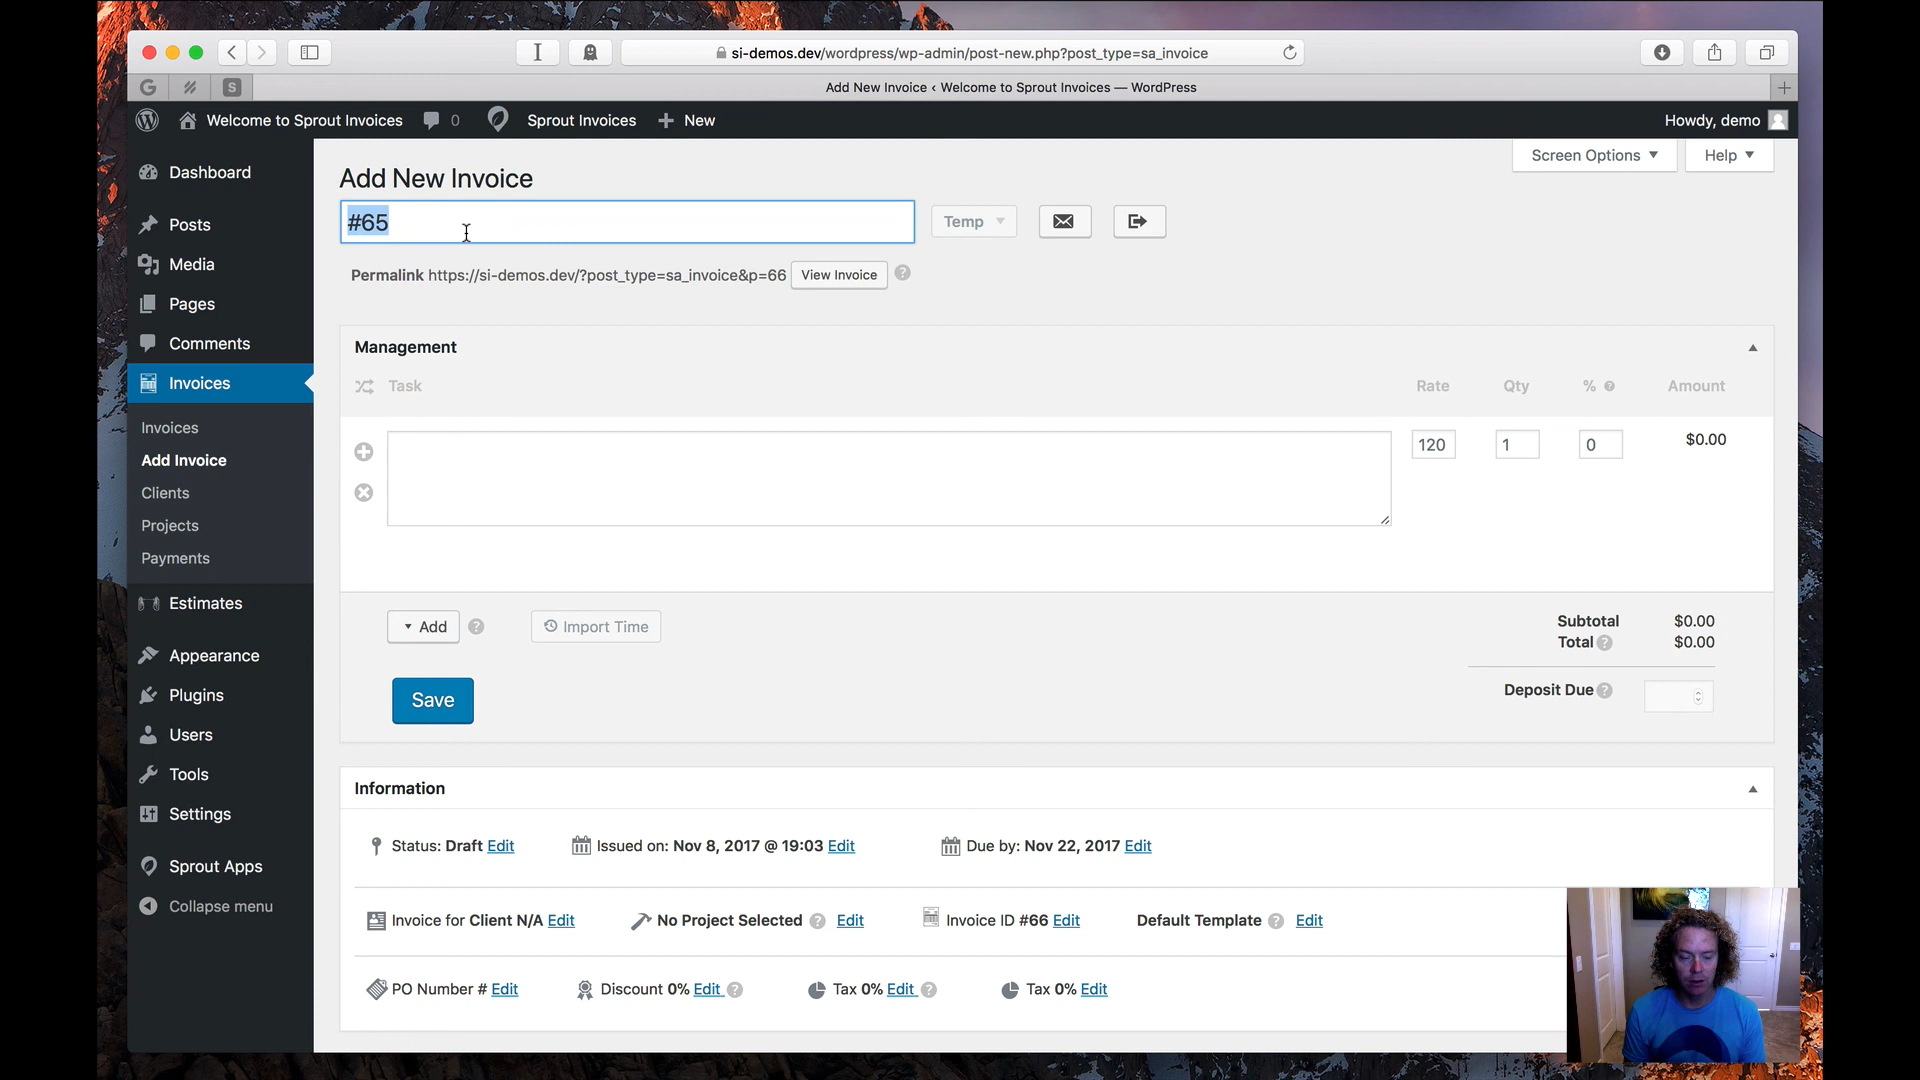 si-demos.dev/wordpress/wp-admin/post-new.php?post_type=sa_invoice
G
S
Add New Invoice ‹ Welcome to Sprout Invoices — WordPress
Welcome to Sprout Invoices 0 Sprout Invoices + New
Howdy, demo
Screen Options
Help
Dashboard
Posts
Media
Pages
Comments
Invoices
Invoices
Add Invoice
Clients
Projects
Payments
Estimates
Appearance
Plugins
Users
Tools
Settings
Sprout Apps
Collapse menu
Add New Invoice
#65
Temp
Permalink https://si-demos.dev/?post_type=sa_invoice&p=66 View Invoice ?
Management
Task Rate Qty % ? Amount
120 1 0 $0.00
Add ? Import Time
Subtotal $0.00
Total ? $0.00
Deposit Due ?
Save
Information
Status: Draft Edit Issued on: Nov 8, 2017 @ 19:03 Edit Due by: Nov 22, 2017 Edit
Invoice for Client N/A Edit No Project Selected ? Edit Invoice ID #66 Edit Default Template ? Edit
PO Number # Edit Discount 0% Edit ? Tax 0% Edit ? Tax 0% Edit